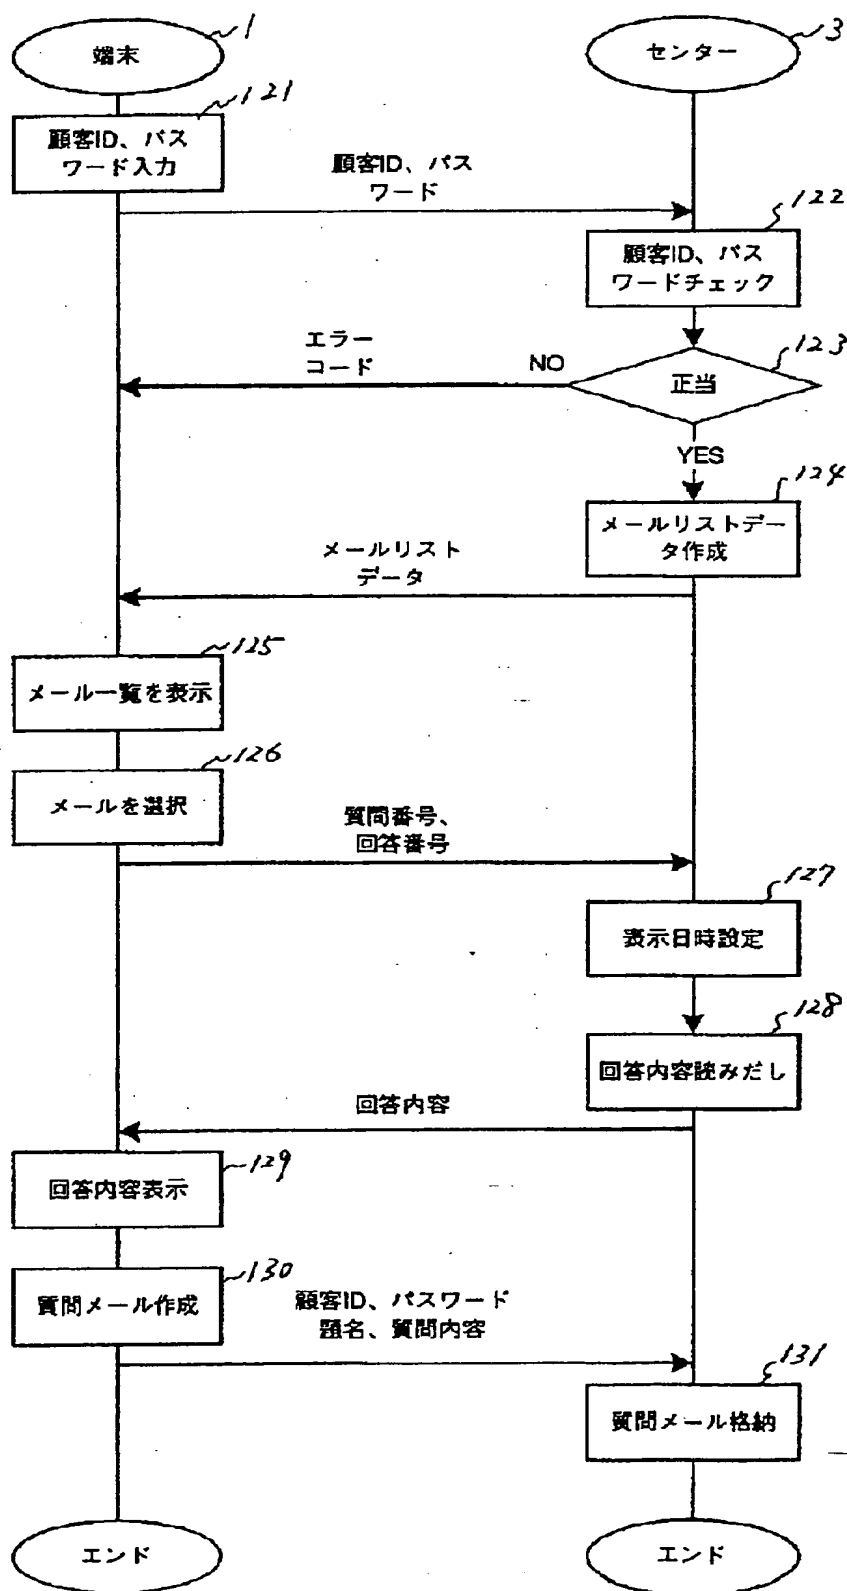 端末
1
センター
3
121
顧客ID、パス
ワード入力
顧客ID、パス
ワード
122
顧客ID、パス
ワードチェック
エラー
コード
NO
123
正当
YES
124
メールリストデー
タ作成
メールリスト
データ
125
メール一覧を表示
126
メールを選択
質問番号、
回答番号
127
表示日時設定
128
回答内容読みだし
回答内容
129
回答内容表示
130
質問メール作成
顧客ID、パスワード
題名、質問内容
131
質問メール格納
エンド
エンド